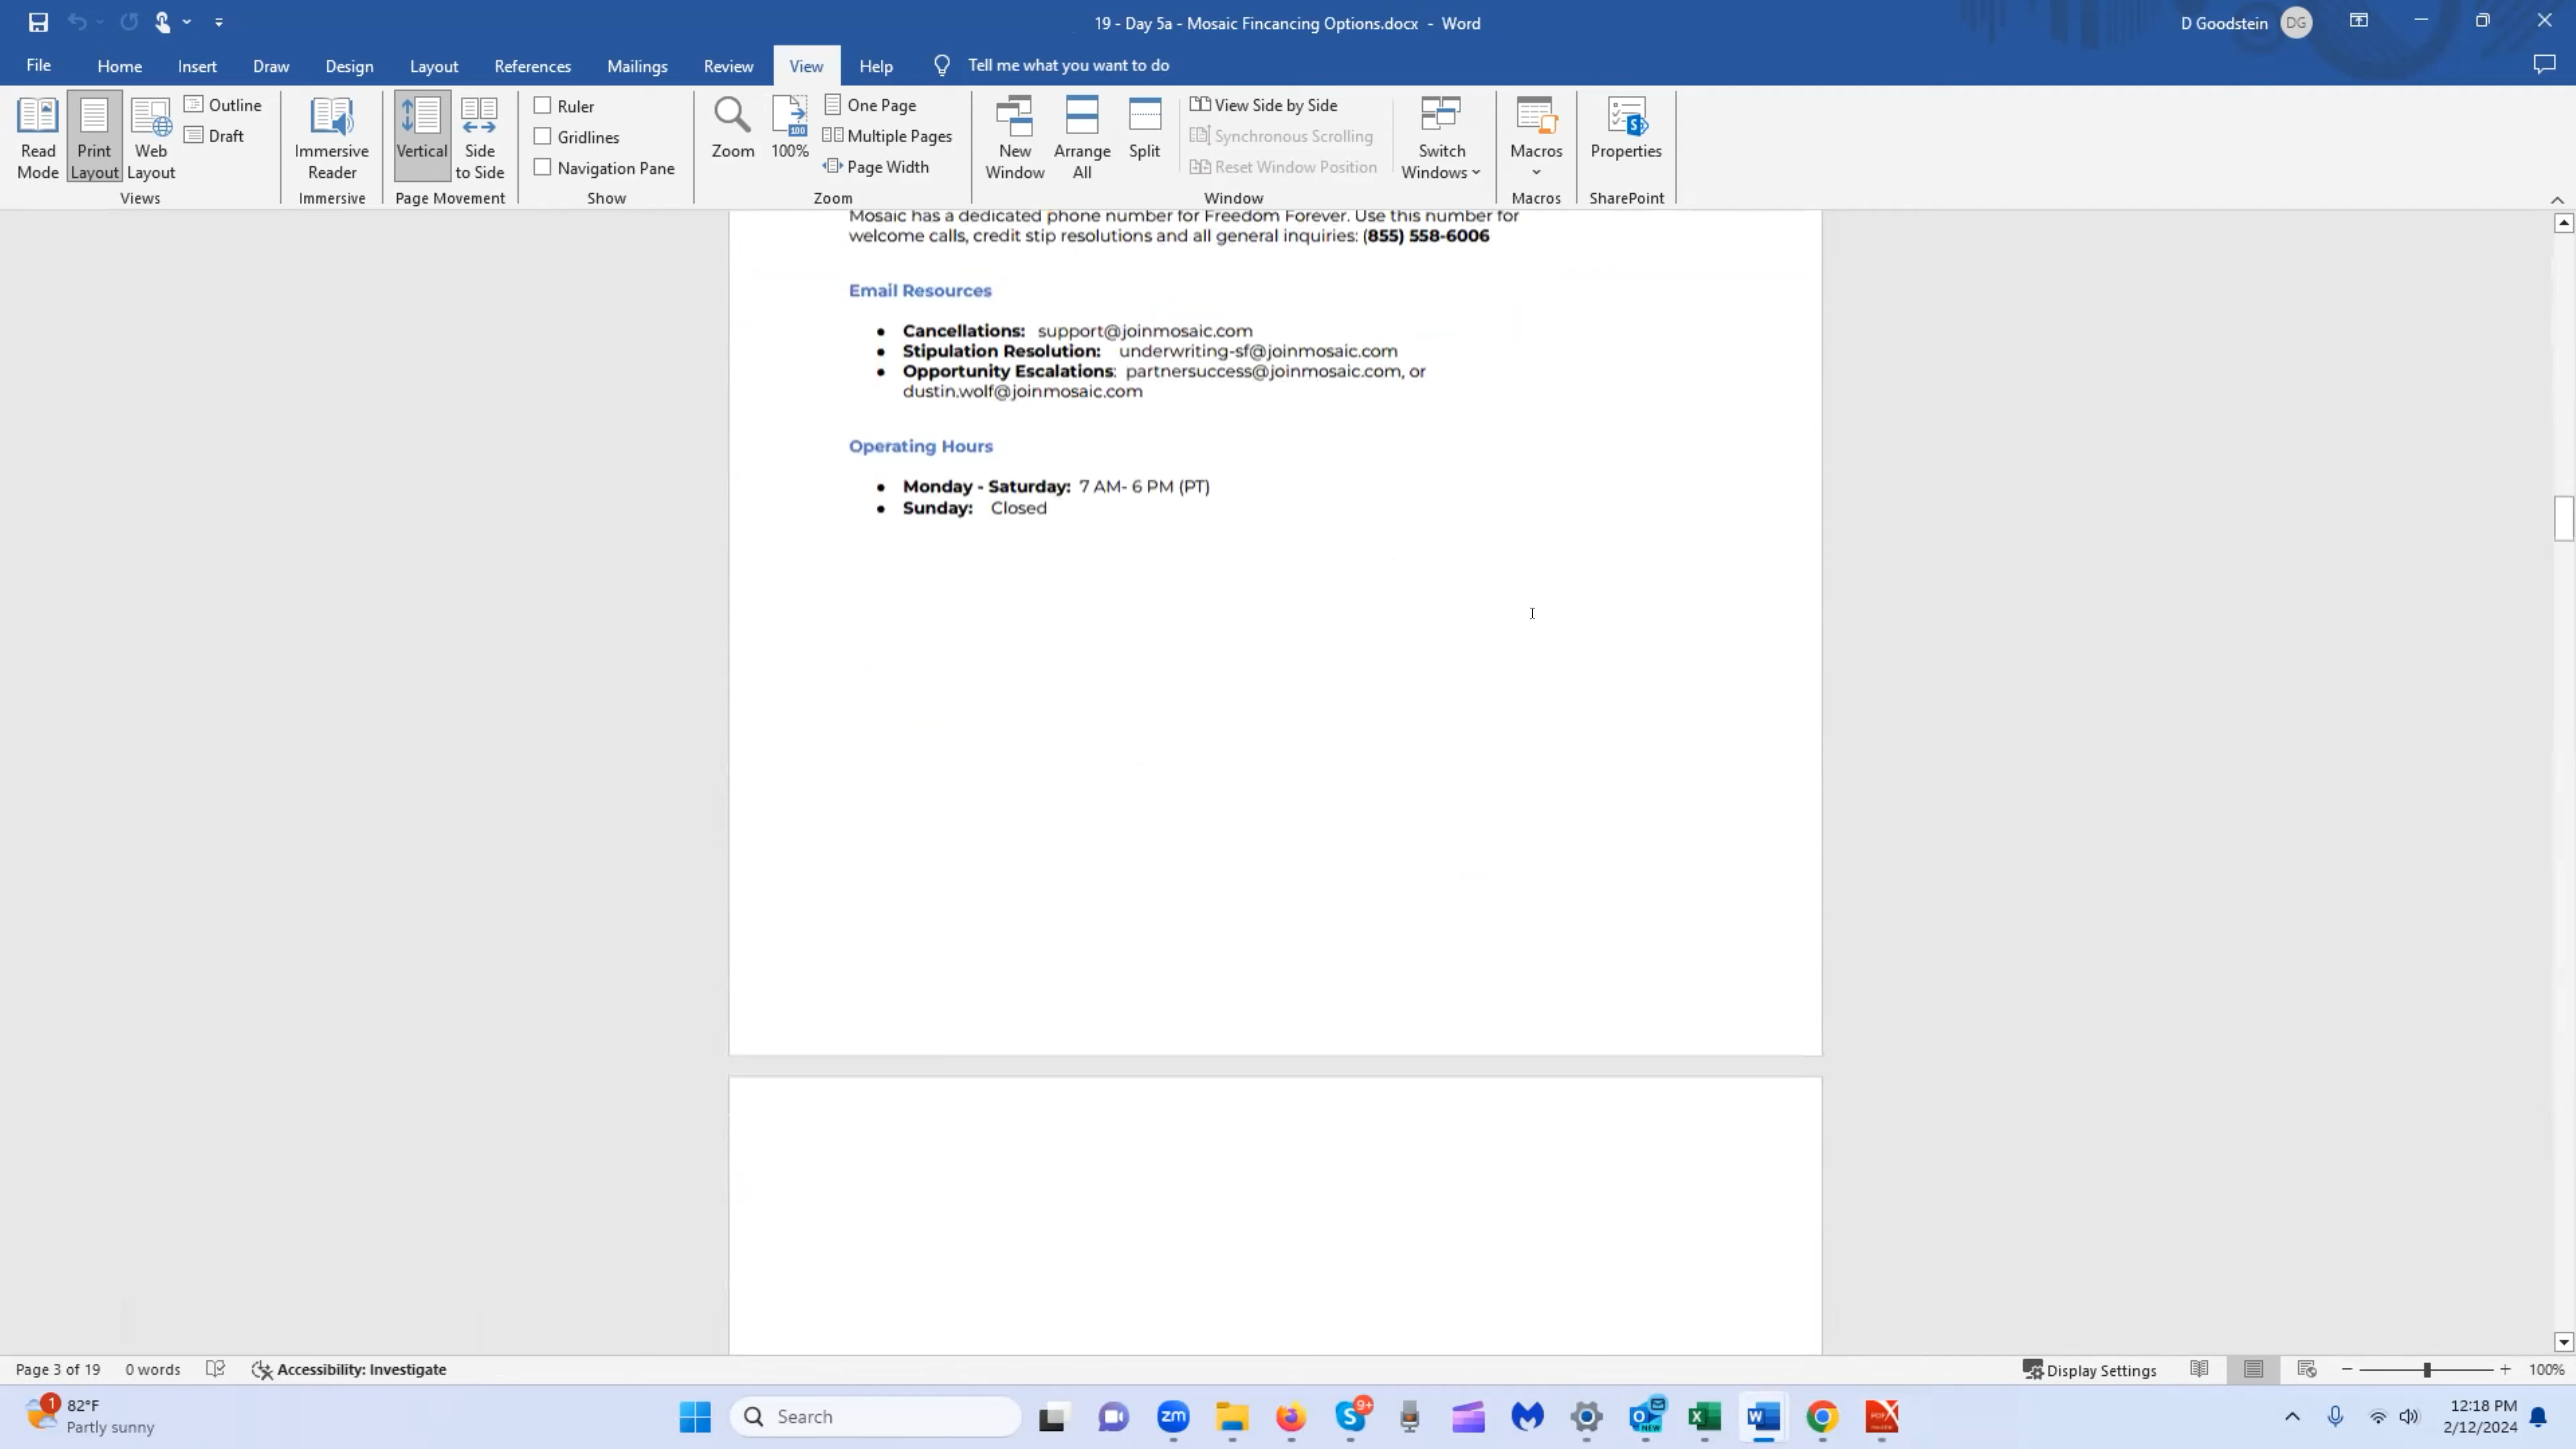 19 - Day 5a - Mosaic Fincancing Options.docx - Word
D Goodstein DG
File Home Insert Draw Design Layout References Mailings Review View Help Tell me what you want to do
Read Mode
Print Layout
Web Layout
Outline
Draft
Views
Immersive Reader
Immersive
Vertical
Side to Side
Page Movement
Ruler
Gridlines
Navigation Pane
Show
Zoom
100
100%
One Page
Multiple Pages
Page Width
Zoom
New Window
Arrange All
Split
View Side by Side
Synchronous Scrolling
Reset Window Position
Switch Windows
Window
Macros
Macros
Properties
SharePoint
Mosaic has a dedicated phone number for Freedom Forever. Use this number for
welcome calls, credit stip resolutions and all general inquiries: (855) 558-6006
Email Resources
● Cancellations: support@joinmosaic.com
● Stipulation Resolution: underwriting-sf@joinmosaic.com
● Opportunity Escalations: partnersuccess@joinmosaic.com, or
dustin.wolf@joinmosaic.com
Operating Hours
● Monday - Saturday: 7 AM- 6 PM (PT)
● Sunday: Closed
Page 3 of 19 0 words Accessibility: Investigate Display Settings 100%
1
82°F
Partly sunny
Search
zm
9+
NEW
12:18 PM
2/12/2024